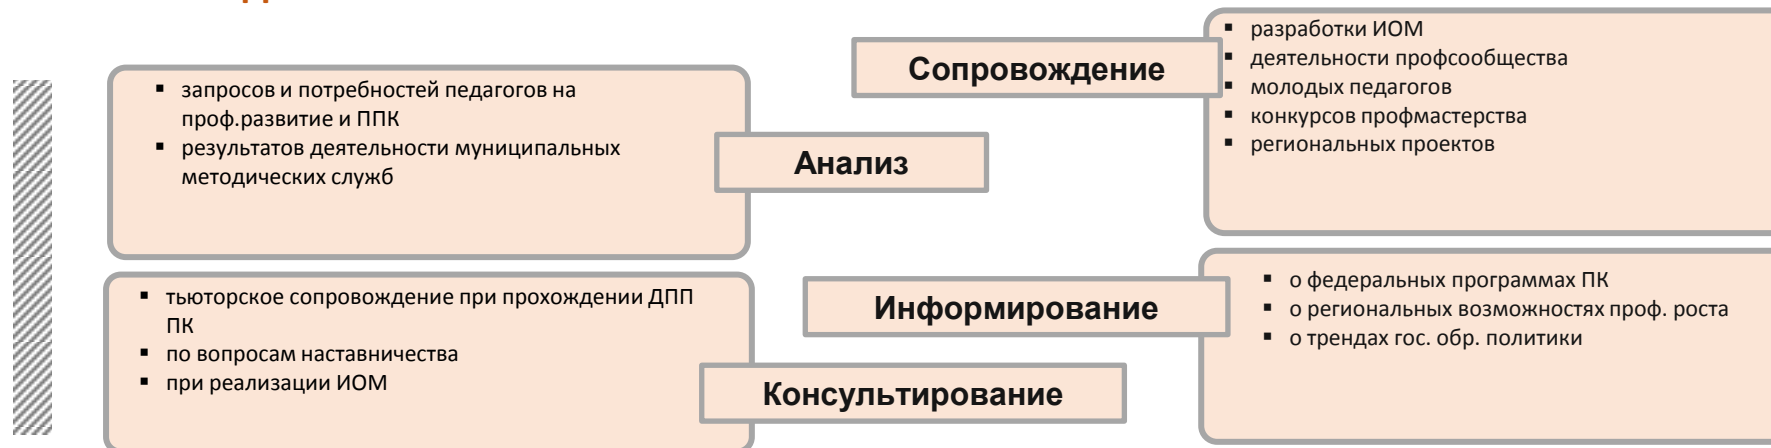 ▪ запросов и потребностей педагогов на
проф.развитие и ППК
▪ результатов деятельности муниципальных
методических служб
Анализ
Сопровождение
▪ разработки ИОМ
▪ деятельности профсообщества
▪ молодых педагогов
▪ конкурсов профмастерства
▪ региональных проектов
▪ тьюторское сопровождение при прохождении ДПП
ПК
▪ по вопросам наставничества
▪ при реализации ИОМ
Консультирование
Информирование
▪ о федеральных программах ПК
▪ о региональных возможностях проф. роста
▪ о трендах гос. обр. политики